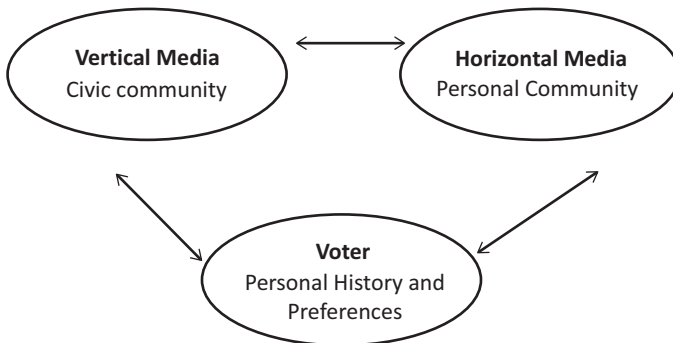 Vertical Media
Civic community
Horizontal Media
Personal Community
Voter
Personal History and
Preferences